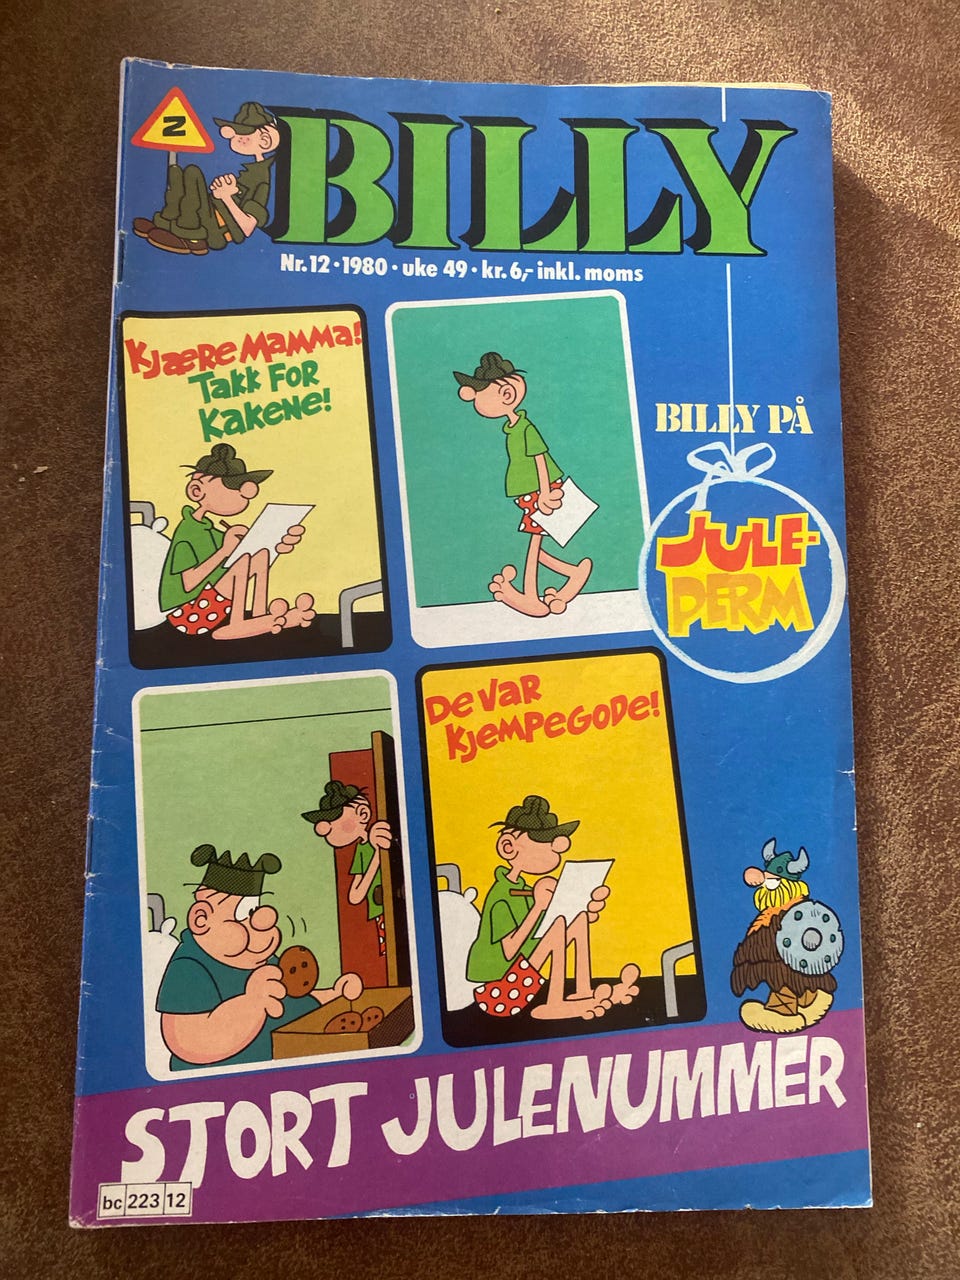 Z
BILLY
Nr.12 • 1980 • uke 49 • kr. 6,- inkl. moms
Kjære Mamma!
Takk for
kakene!
BILLY PÅ
JULE-
PERM
De var
kjempegode!
STORT JULENUMMER
bc 223 12